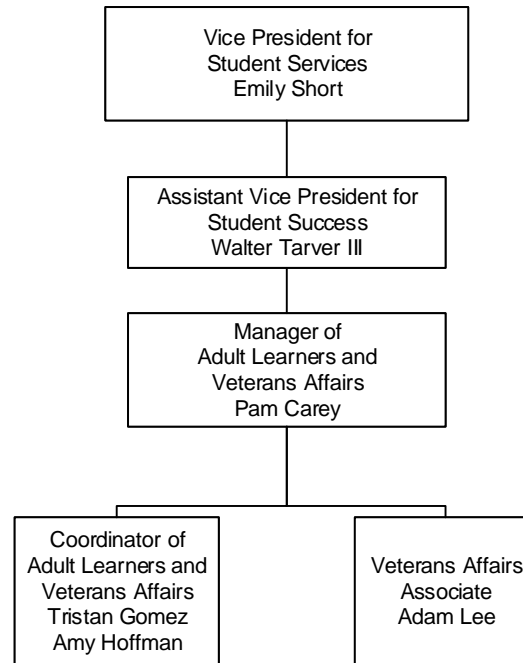 Vice President for
Student Services
Emily Short
Assistant Vice President for
Student Success
Walter Tarver III
Manager of
Adult Learners and
Veterans Affairs
Pam Carey
Coordinator of
Adult Learners and
Veterans Affairs
Tristan Gomez
Amy Hoffman
Veterans Affairs
Associate
Adam Lee